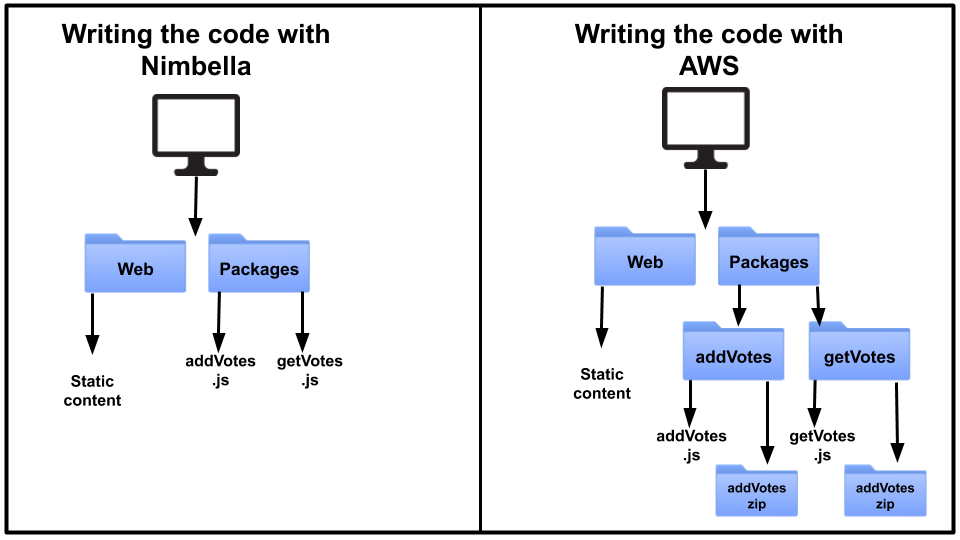 Writing the code with
Nimbella
Web
Packages
Static
content
addVotes
.js
getVotes
.js
Writing the code with
AWS
Web
Packages
addVotes
getVotes
Static
content
addVotes
.js
getVotes
.js
addVotes
zip
addVotes
zip